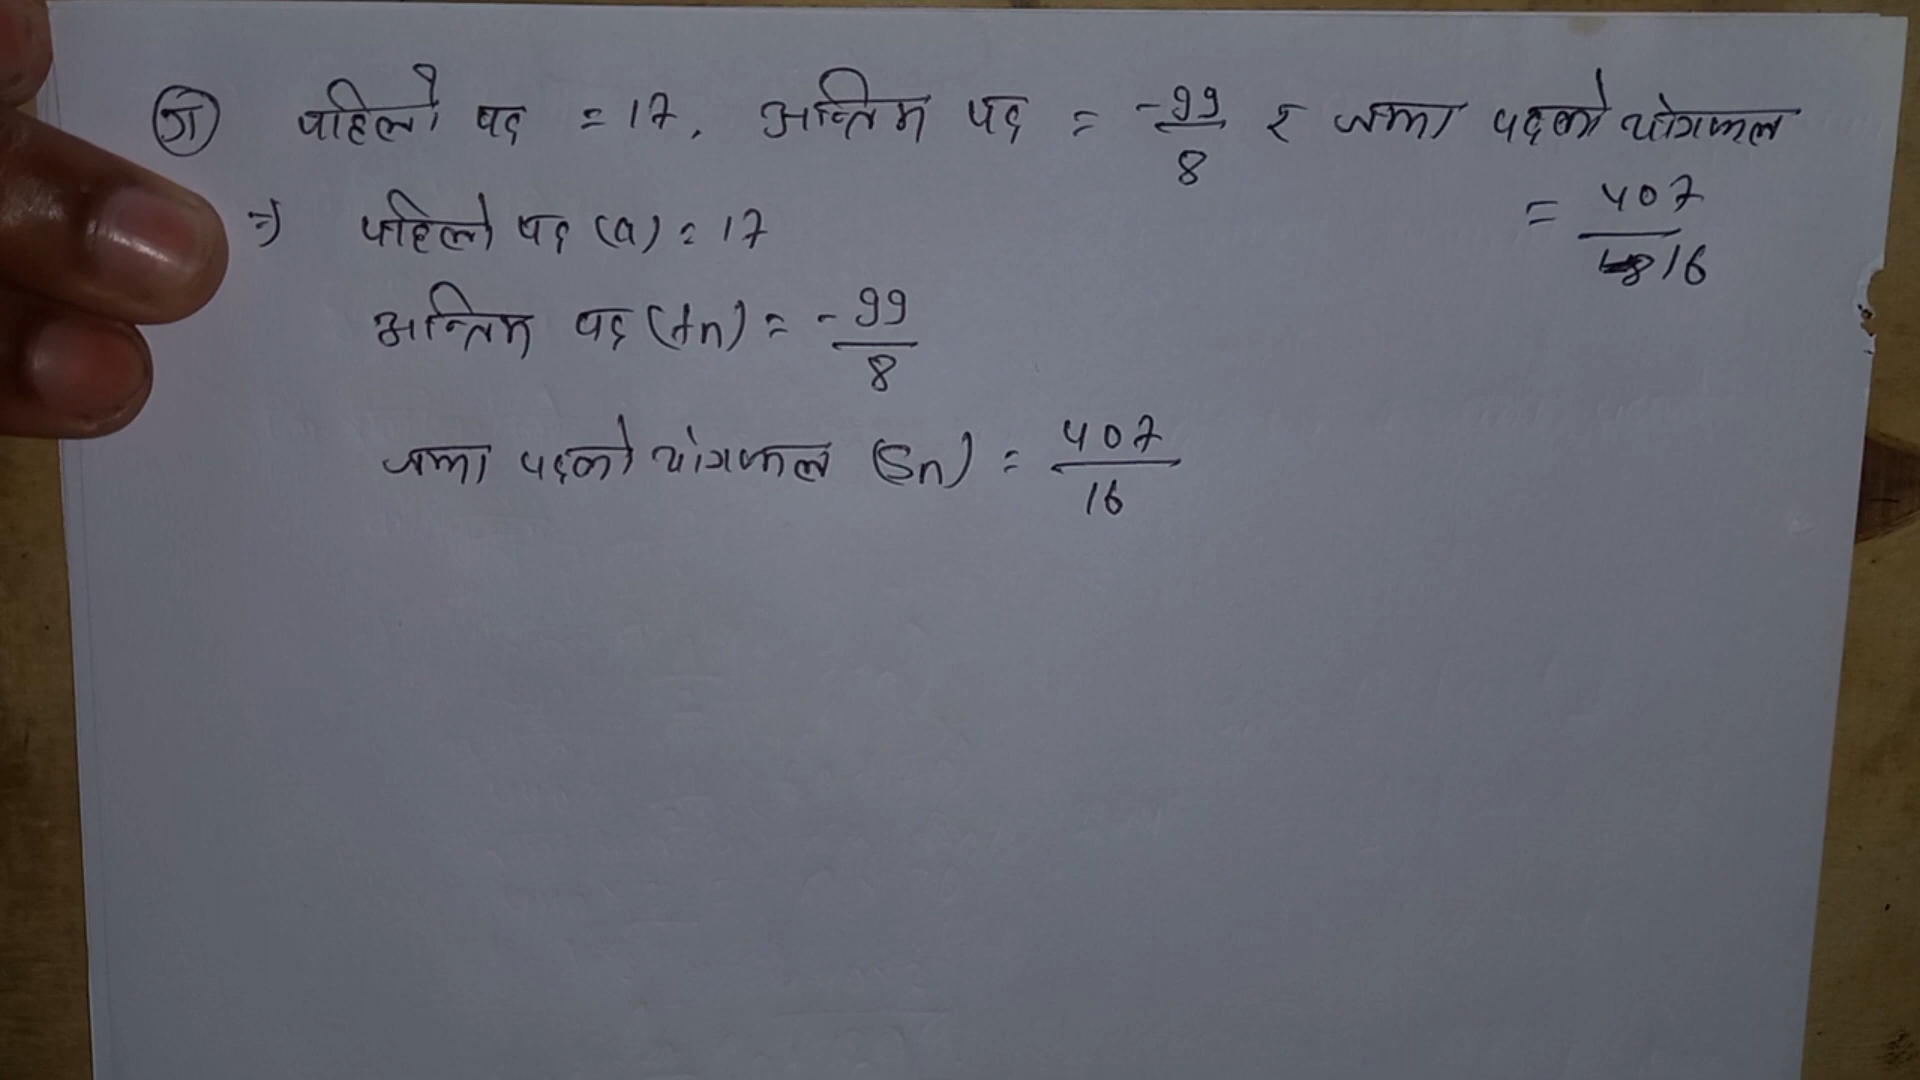 (ज) पहिलो पद = 17, अन्तिम पद = -99/8 र जम्मा पदको योगफल
= 407/16
⇒ पहिलो पद (a) = 17
अन्तिम पद (tn) = -99/8
जम्मा पदको योगफल (Sn) = 407/16